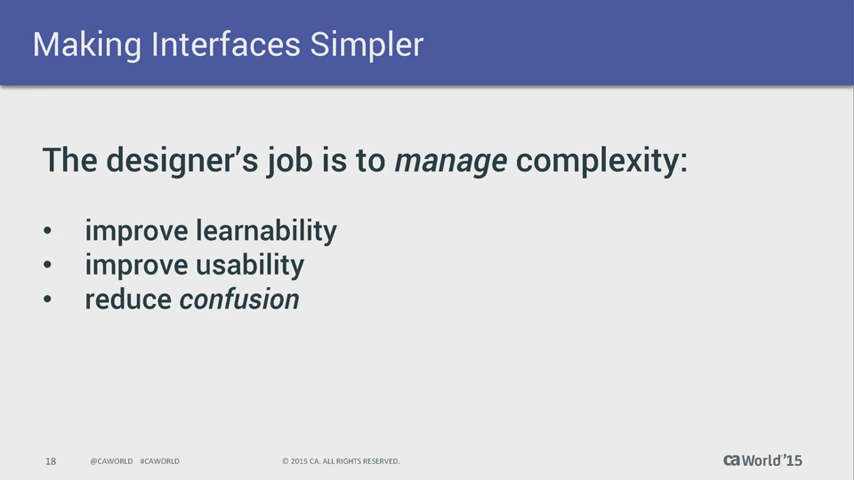 Making Interfaces Simpler
The designer's job is to manage complexity:
• improve learnability
• improve usability
• reduce confusion
18 @CAWORLD #CAWORLD © 2015 CA. ALL RIGHTS RESERVED. ca World '15